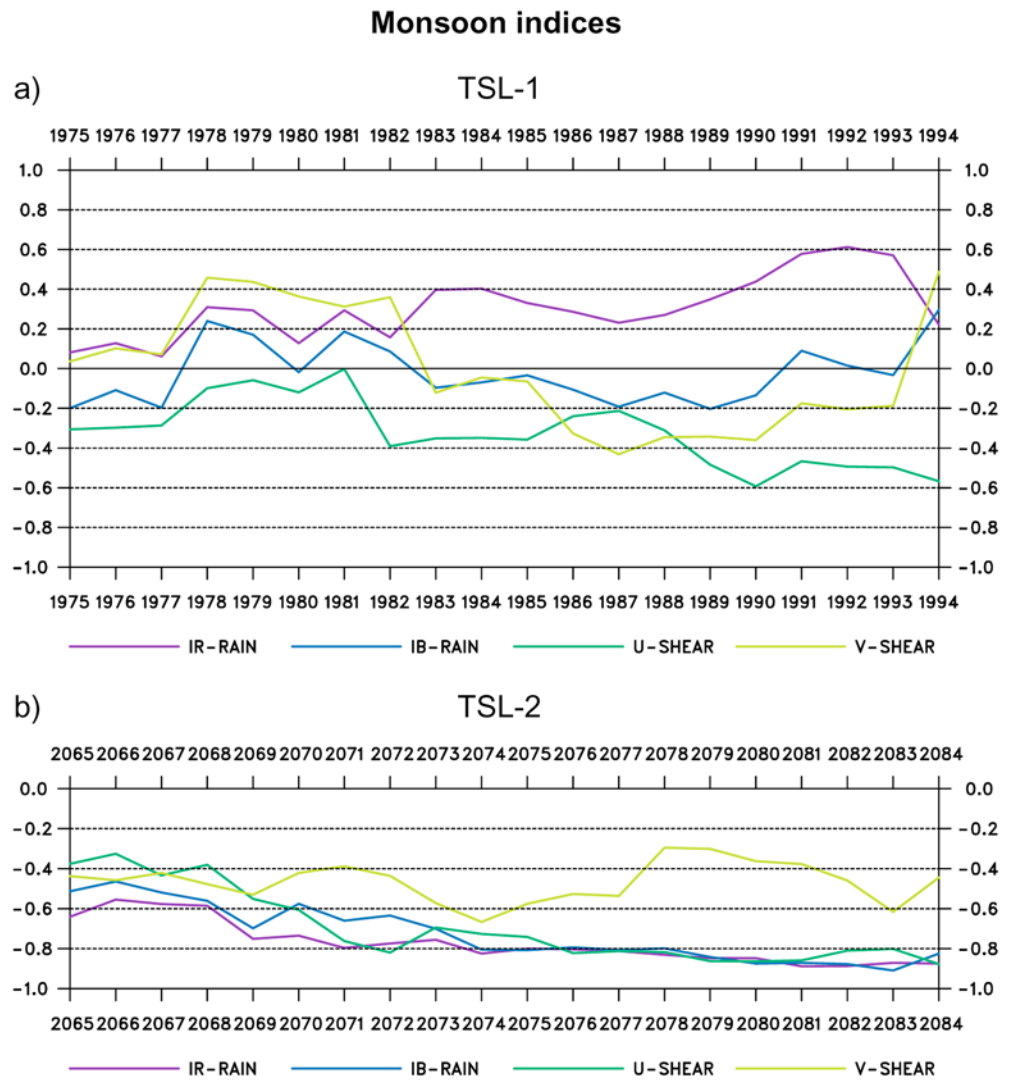 Monsoon indices
a)
TSL-1
1975 1976 1977 1978 1979 1980 1981 1982 1983 1984 1985 1986 1987 1988 1989 1990 1991 1992 1993 1994
1.0 1.0
0.8 0.8
0.6 0.6
0.4 0.4
0.2 0.2
0.0 0.0
-0.2 -0.2
-0.4 -0.4
-0.6 -0.6
-0.8 -0.8
-1.0 -1.0
1975 1976 1977 1978 1979 1980 1981 1982 1983 1984 1985 1986 1987 1988 1989 1990 1991 1992 1993 1994
IR-RAIN IB-RAIN U-SHEAR V-SHEAR
b)
TSL-2
2065 2066 2067 2068 2069 2070 2071 2072 2073 2074 2075 2076 2077 2078 2079 2080 2081 2082 2083 2084
0.0 0.0
-0.2 -0.2
-0.4 -0.4
-0.6 -0.6
-0.8 -0.8
-1.0 -1.0
2065 2066 2067 2068 2069 2070 2071 2072 2073 2074 2075 2076 2077 2078 2079 2080 2081 2082 2083 2084
IR-RAIN IB-RAIN U-SHEAR V-SHEAR